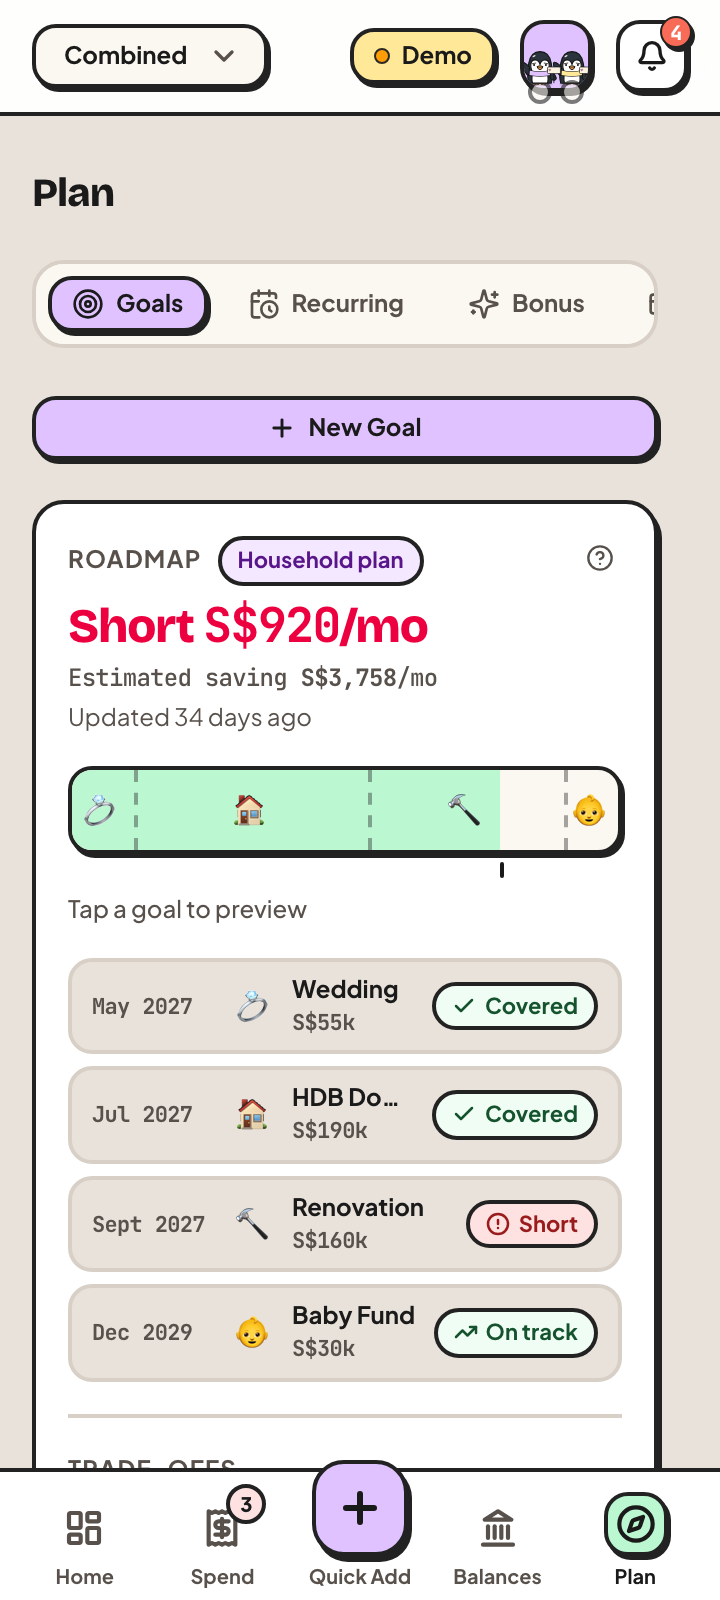 Combined
Demo
4
Plan
Goals
Recurring
Bonus
+ New Goal
ROADMAP
Household plan
Short S$920/mo
Estimated saving S$3,758/mo
Updated 34 days ago
Tap a goal to preview
May 2027
Wedding
S$55k
Covered
Jul 2027
HDB Do...
S$190k
Covered
Sept 2027
Renovation
S$160k
Short
Dec 2029
Baby Fund
S$30k
On track
TRADE-OFFS
3
Home
Spend
Quick Add
Balances
Plan